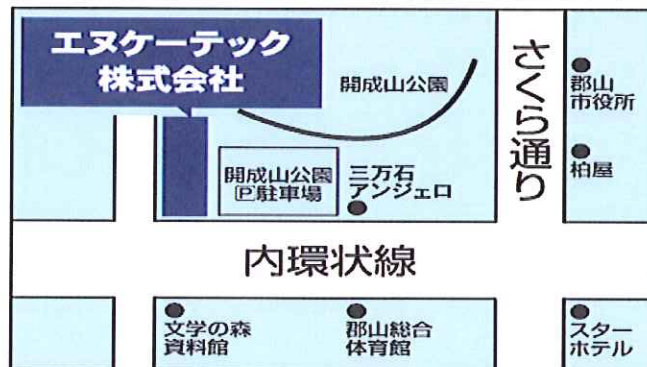 エヌケーテック
株式会社
開成山公園
さくら通り
郡山
市役所
柏屋
開成山公園
🄿駐車場
三万石
アンジェロ
内環状線
文学の森
資料館
郡山総合
体育館
スター
ホテル